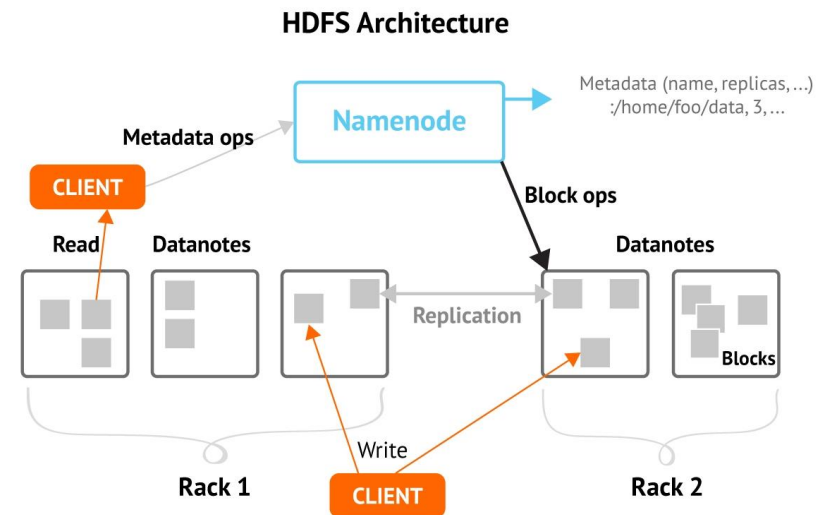 HDFS Architecture
Metadata (name, replicas, ...)
:/home/foo/data, 3, ...
Namenode
Metadata ops
CLIENT
Block ops
Read
Datanotes
Datanotes
Replication
Blocks
Write
Rack 1
Rack 2
CLIENT